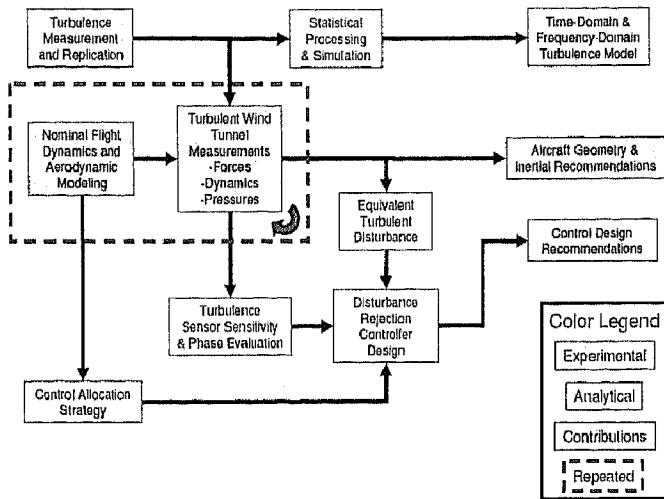 Turbulence
Measurement
and Replication
Statistical
Processing
& Simulation
Time-Domain &
Frequency-Domain
Turbulence Model
Nominal Flight
Dynamics and
Aerodynamic
Modeling
Turbulent Wind
Tunnel
Measurements
-Forces
-Dynamics
-Pressures
Aircraft Geometry &
Inertial Recommendations
Equivalent
Turbulent
Disturbance
Control Design
Recommendations
Turbulence
Sensor Sensitivity
& Phase Evaluation
Disturbance
Rejection
Controller
Design
Control Allocation
Strategy
Color Legend
Experimental
Analytical
Contributions
Repeated